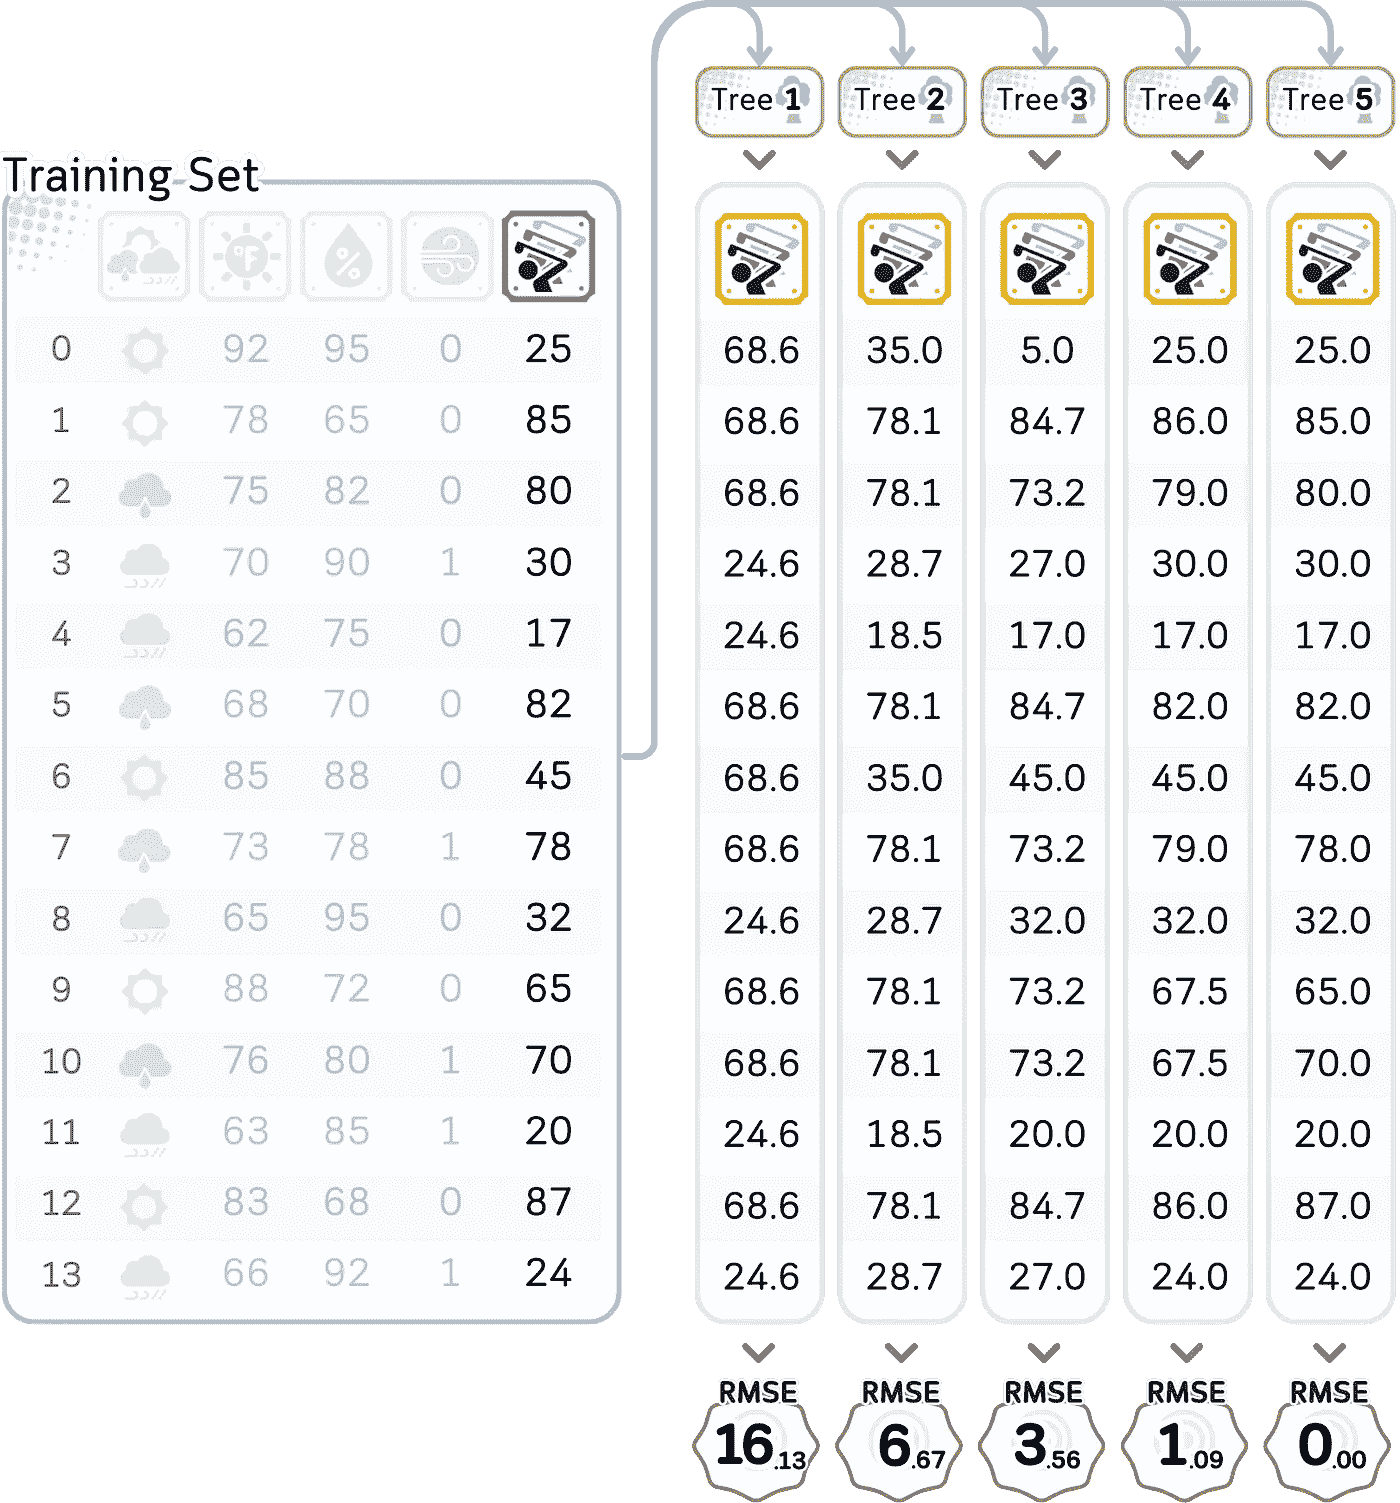 Tree 1 Tree 2 Tree 3 Tree 4 Tree 5
Training Set
°F %
0 92 95 0 25 68.6 35.0 5.0 25.0 25.0
1 78 65 0 85 68.6 78.1 84.7 86.0 85.0
2 75 82 0 80 68.6 78.1 73.2 79.0 80.0
3 70 90 1 30 24.6 28.7 27.0 30.0 30.0
4 62 75 0 17 24.6 18.5 17.0 17.0 17.0
5 68 70 0 82 68.6 78.1 84.7 82.0 82.0
6 85 88 0 45 68.6 35.0 45.0 45.0 45.0
7 73 78 1 78 68.6 78.1 73.2 79.0 78.0
8 65 95 0 32 24.6 28.7 32.0 32.0 32.0
9 88 72 0 65 68.6 78.1 73.2 67.5 65.0
10 76 80 1 70 68.6 78.1 73.2 67.5 70.0
11 63 85 1 20 24.6 18.5 20.0 20.0 20.0
12 83 68 0 87 68.6 78.1 84.7 86.0 87.0
13 66 92 1 24 24.6 28.7 27.0 24.0 24.0
RMSE RMSE RMSE RMSE RMSE
16.13 6.67 3.56 1.09 0.00